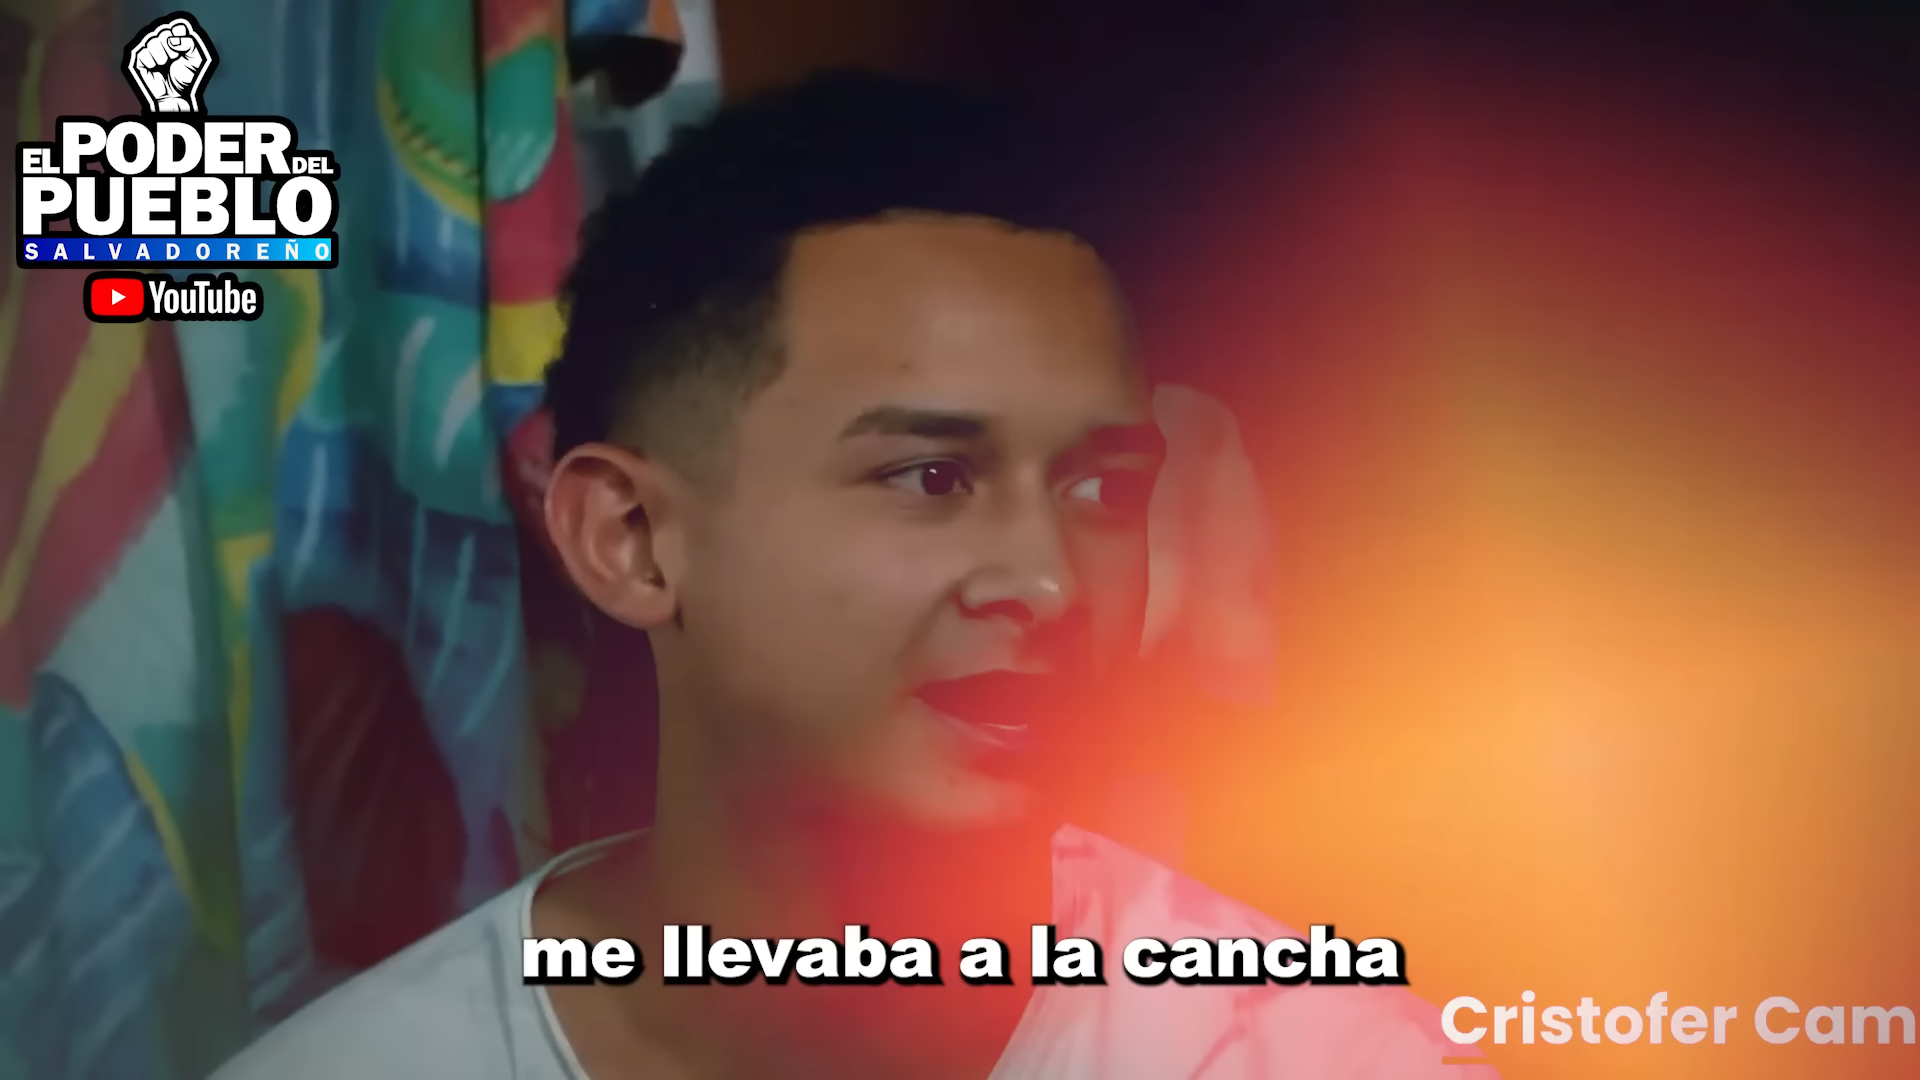 EL PODER DEL
PUEBLO
SALVADOREÑO
YouTube
me llevaba a la cancha
Cristofer Cam